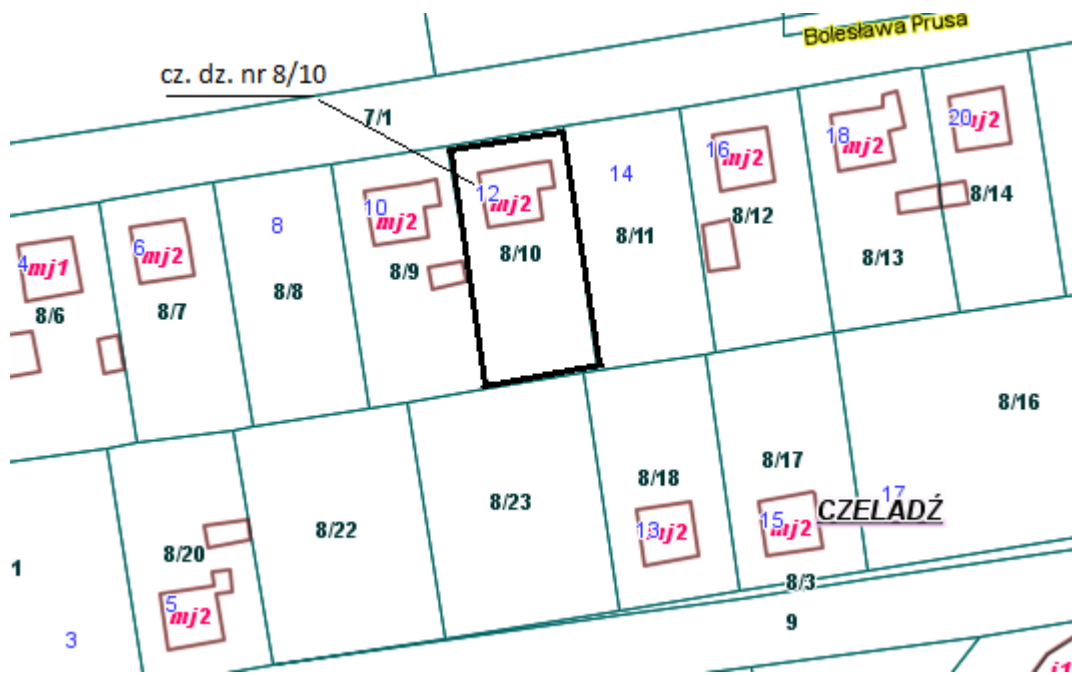 Bolesława Prusa
cz. dz. nr 8/10
7/1
20
mj2
18
mj2
16
mj2
14
12
mj2
10
mj2
8
6
mj2
4
mj1
8/14
8/12
8/11
8/10
8/13
8/9
8/8
8/7
8/6
8/16
8/17
8/18
8/23
8/22
8/20
17
CZELADŹ
15
mj2
13
mj2
1
8/3
5
mj2
9
3
i1